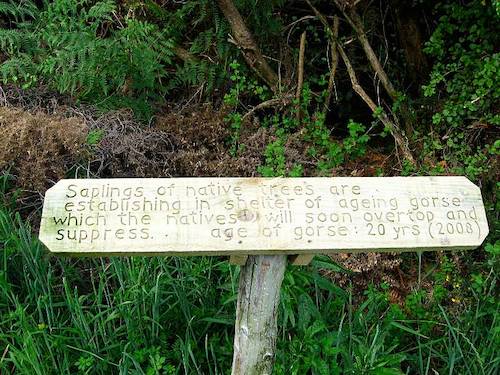 Saplings of native trees are
establishing in shelter of ageing gorse
which the natives will soon overtop and
suppress. age of gorse: 20 yrs (2008)